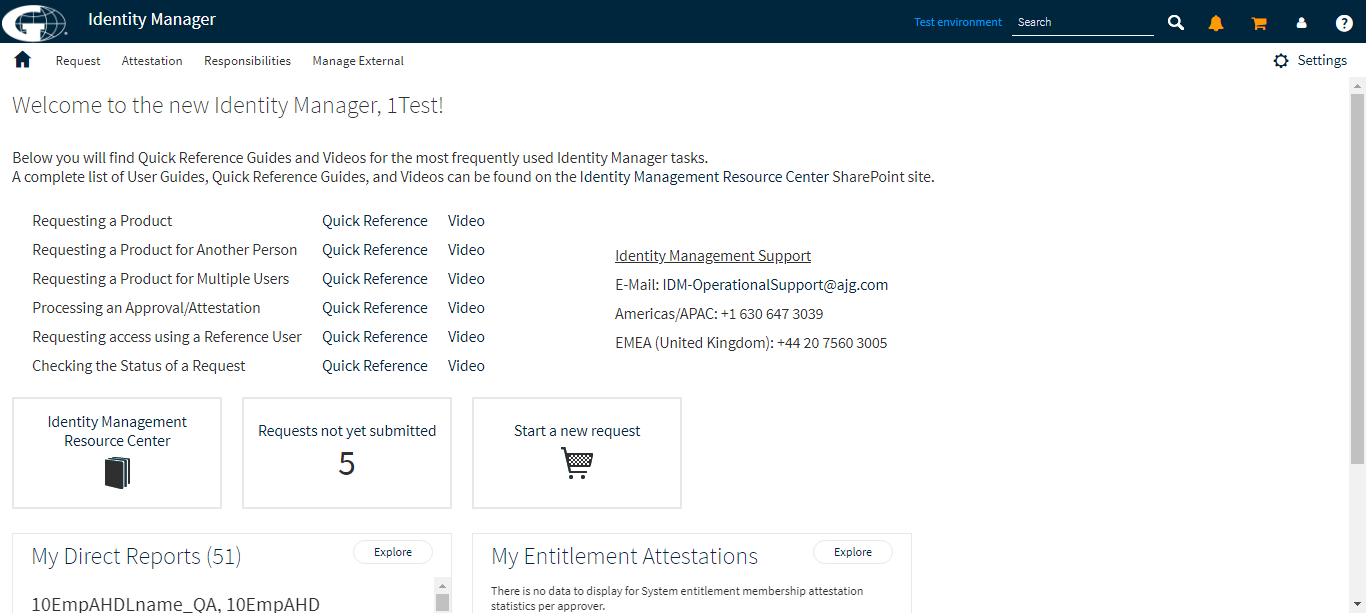 Identity Manager
Test environment
Search
Request Attestation Responsibilities Manage External
Settings
Welcome to the new Identity Manager, 1Test!
Below you will find Quick Reference Guides and Videos for the most frequently used Identity Manager tasks.
A complete list of User Guides, Quick Reference Guides, and Videos can be found on the Identity Management Resource Center SharePoint site.
Requesting a Product Quick Reference Video
Requesting a Product for Another Person Quick Reference Video
Requesting a Product for Multiple Users Quick Reference Video
Processing an Approval/Attestation Quick Reference Video
Requesting access using a Reference User Quick Reference Video
Checking the Status of a Request Quick Reference Video
Identity Management Support
E-Mail: IDM-OperationalSupport@ajg.com
Americas/APAC: +1 630 647 3039
EMEA (United Kingdom): +44 20 7560 3005
Identity Management
Resource Center
Requests not yet submitted
5
Start a new request
My Direct Reports (51)
Explore
10EmpAHDLname_QA, 10EmpAHD
My Entitlement Attestations
Explore
There is no data to display for System entitlement membership attestation
statistics per approver.